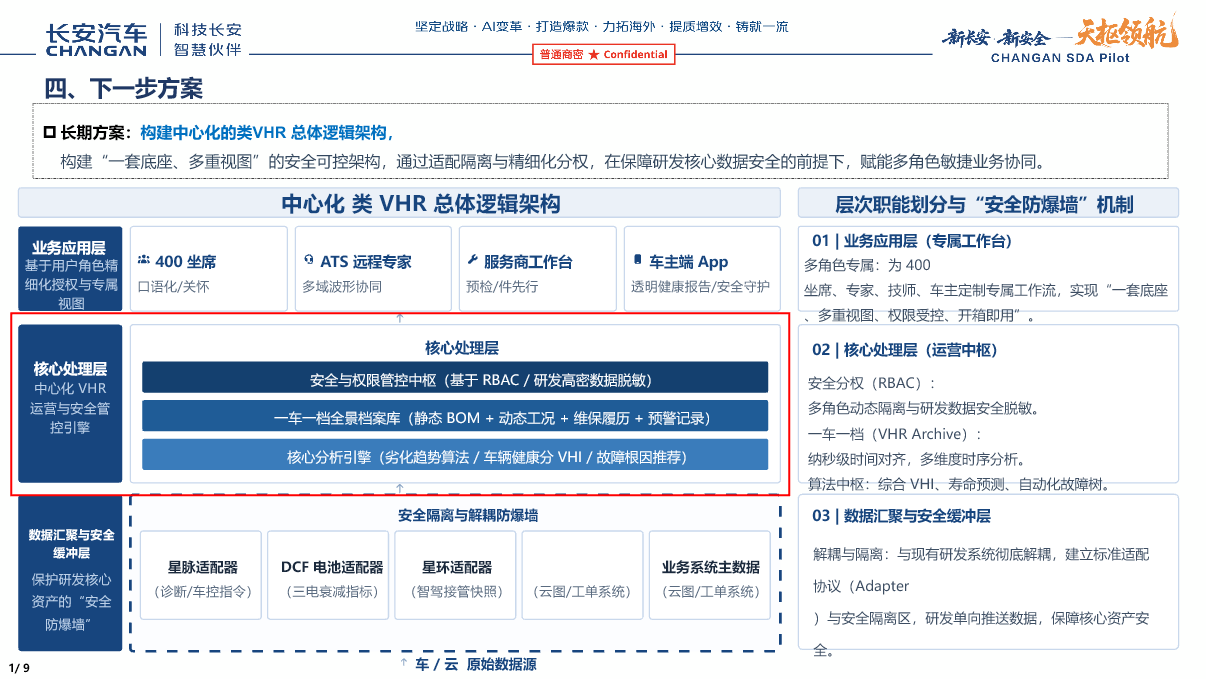 长安汽车
CHANGAN
科技长安
智慧伙伴
坚定战略·AI变革·打造爆款·力拓海外·提质增效·铸就一流
普通商密 ★ Confidential
新长安·新安全—天枢领航
CHANGAN SDA Pilot
四、下一步方案
长期方案：构建中心化的类VHR 总体逻辑架构，
构建“一套底座、多重视图”的安全可控架构，通过适配隔离与精细化分权，在保障研发核心数据安全的前提下，赋能多角色敏捷业务协同。
中心化 类 VHR 总体逻辑架构
业务应用层
基于用户角色精
细化授权与专属
视图
400 坐席
口语化/关怀
ATS 远程专家
多域波形协同
服务商工作台
预检/件先行
车主端 App
透明健康报告/安全守护
核心处理层
中心化 VHR
运营与安全管
控引擎
核心处理层
安全与权限管控中枢（基于 RBAC / 研发高密数据脱敏）
一车一档全景档案库（静态 BOM + 动态工况 + 维保履历 + 预警记录）
核心分析引擎（劣化趋势算法 / 车辆健康分 VHI / 故障根因推荐）
数据汇聚与安全
缓冲层
保护研发核心
资产的“安全
防爆墙”
安全隔离与解耦防爆墙
星脉适配器
（诊断/车控指令）
DCF 电池适配器
（三电衰减指标）
星环适配器
（智驾接管快照）
（云图/工单系统）
业务系统主数据
（云图/工单系统）
车 / 云 原始数据源
层次职能划分与“安全防爆墙”机制
01 | 业务应用层（专属工作台）
多角色专属：为 400
坐席、专家、技师、车主定制专属工作流，实现“一套底座
、多重视图、权限受控、开箱即用”。
02 | 核心处理层（运营中枢）
安全分权（RBAC）:
多角色动态隔离与研发数据安全脱敏。
一车一档（VHR Archive）:
纳秒级时间对齐，多维度时序分析。
算法中枢：综合 VHI、寿命预测、自动化故障树。
03 | 数据汇聚与安全缓冲层
解耦与隔离：与现有研发系统彻底解耦，建立标准适配
协议（Adapter
）与安全隔离区，研发单向推送数据，保障核心资产安
全。
1/ 9